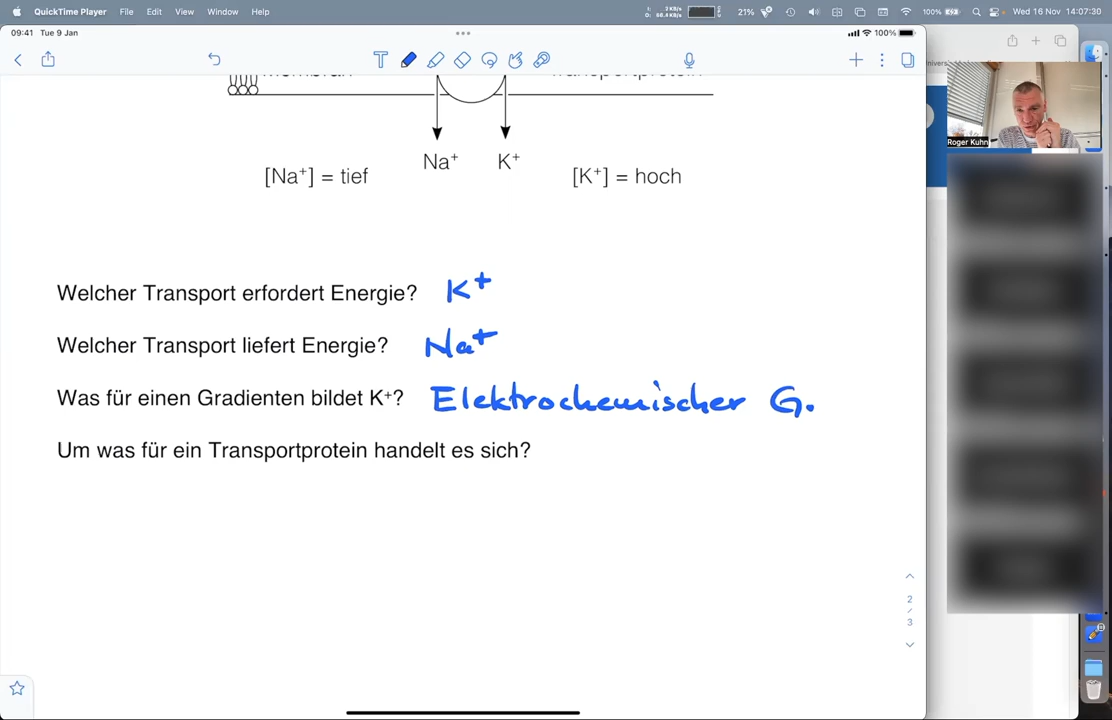 QuickTime Player File Edit View Window Help
21% 100% Wed 16 Nov 14:07:30
09:41 Tue 9 Jan
100%
Roger Kuhn
Na⁺ K⁺
[Na⁺] = tief [K⁺] = hoch
Welcher Transport erfordert Energie? K⁺
Welcher Transport liefert Energie? Na⁺
Was für einen Gradienten bildet K⁺? Elektrochemischer G.
Um was für ein Transportprotein handelt es sich?
2
/
3